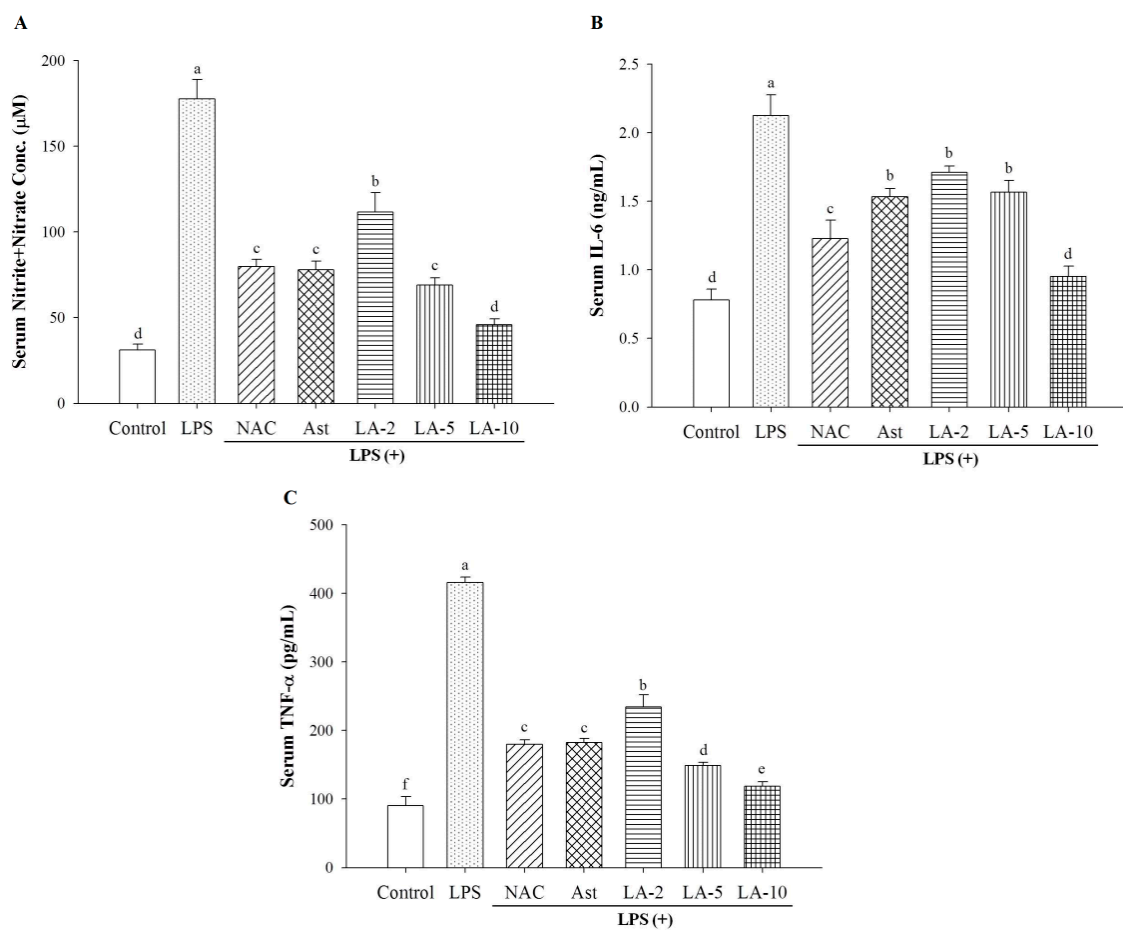 A
Serum Nitrite+Nitrate Conc. (μM)
200
150
100
50
0
a
b
c
c
c
d
d
Control LPS NAC Ast LA-2 LA-5 LA-10
LPS (+)
B
Serum IL-6 (ng/mL)
2.5
2.0
1.5
1.0
0.5
0.0
a
b
b
b
c
d
d
Control LPS NAC Ast LA-2 LA-5 LA-10
LPS (+)
C
Serum TNF-α (pg/mL)
500
400
300
200
100
0
a
b
c
c
d
e
f
Control LPS NAC Ast LA-2 LA-5 LA-10
LPS (+)